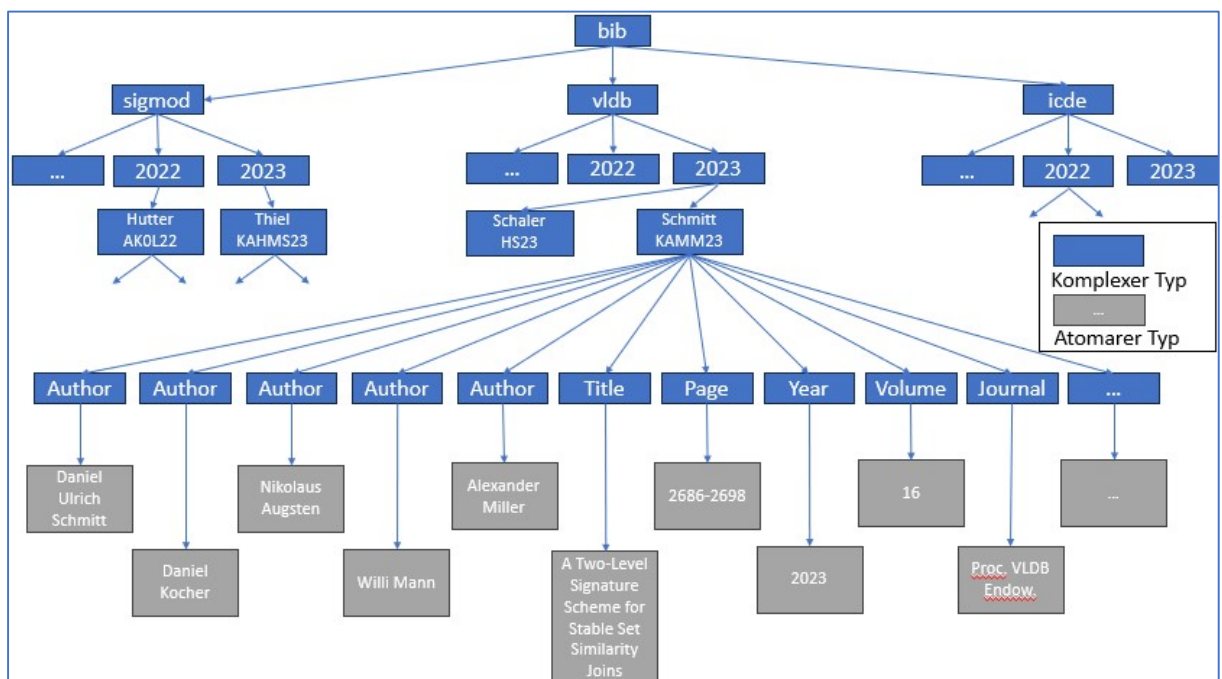 bib
sigmod
vldb
icde
...
2022
2023
...
2022
2023
...
2022
2023
Hutter
AK0L22
Thiel
KAHMS23
Schaler
HS23
Schmitt
KAMM23
Komplexer Typ
...
Atomarer Typ
Author
Author
Author
Author
Author
Title
Page
Year
Volume
Journal
...
Daniel
Ulrich
Schmitt
Nikolaus
Augsten
Alexander
Miller
2686-2698
16
...
Daniel
Kocher
Willi Mann
A Two-Level
Signature
Scheme for
Stable Set
Similarity
Joins
2023
Proc. VLDB
Endow.